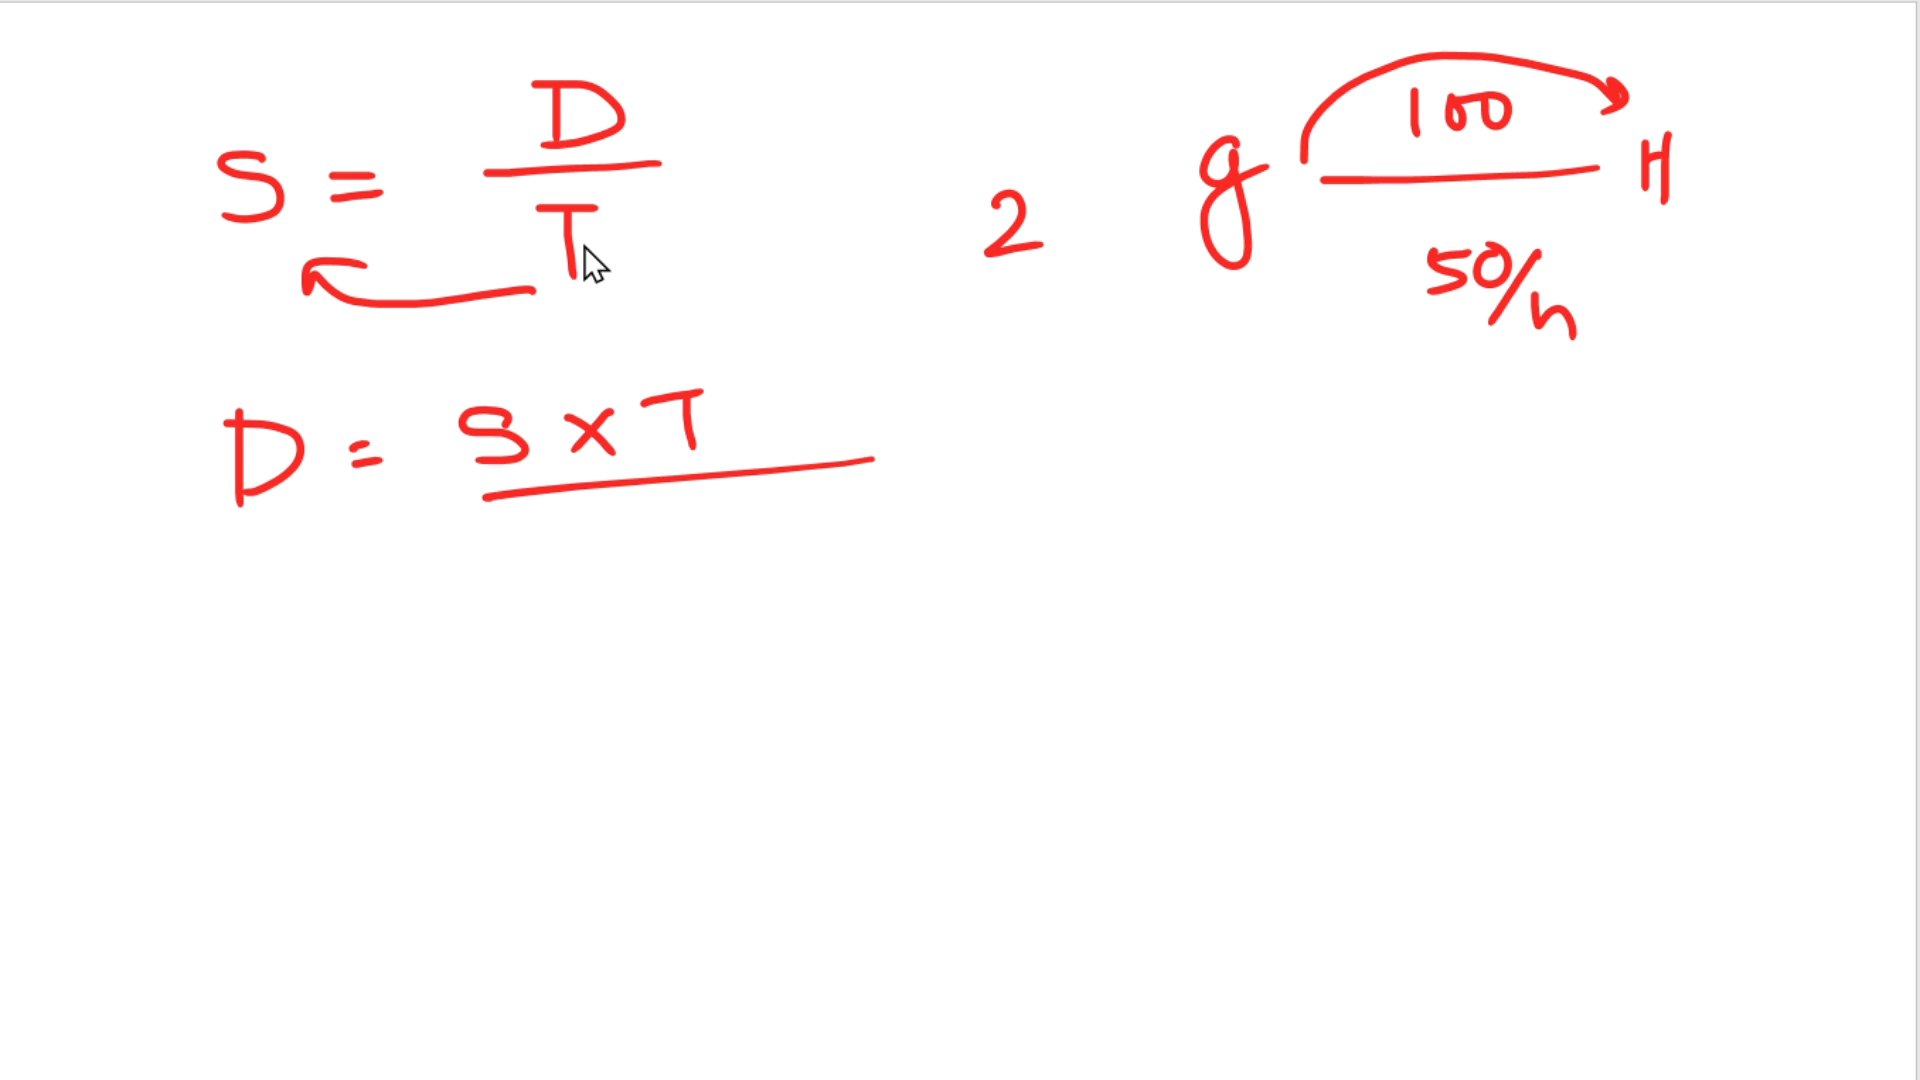 S = D / T
2
g 100 H
50/h
D = S × T